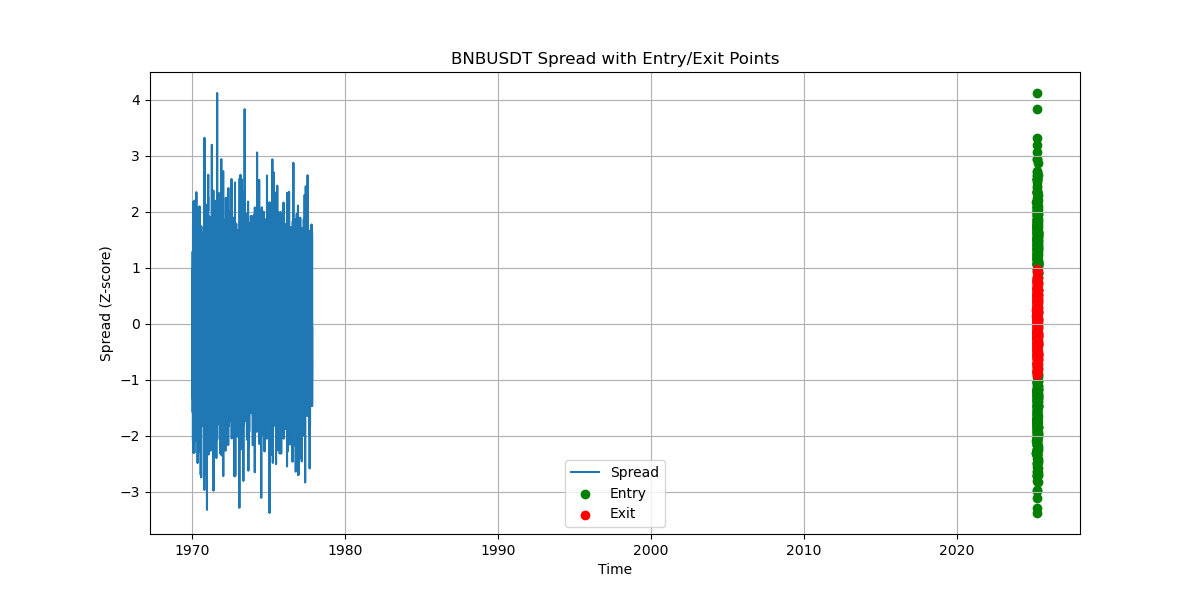 BNBUSDT Spread with Entry/Exit Points
Spread (Z-score)
4
3
2
1
0
−1
−2
−3
Spread
Entry
Exit
1970 1980 1990 2000 2010 2020
Time